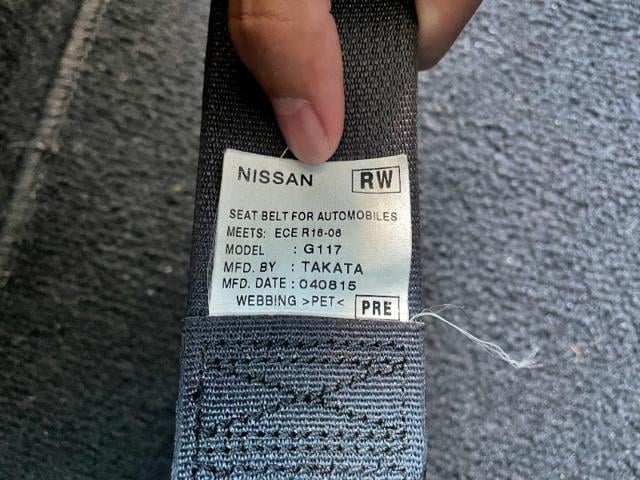 NISSAN RW
SEAT BELT FOR AUTOMOBILES
MEETS: ECE R16-06
MODEL : G117
MFD. BY : TAKATA
MFD. DATE : 040815
WEBBING >PET< PRE